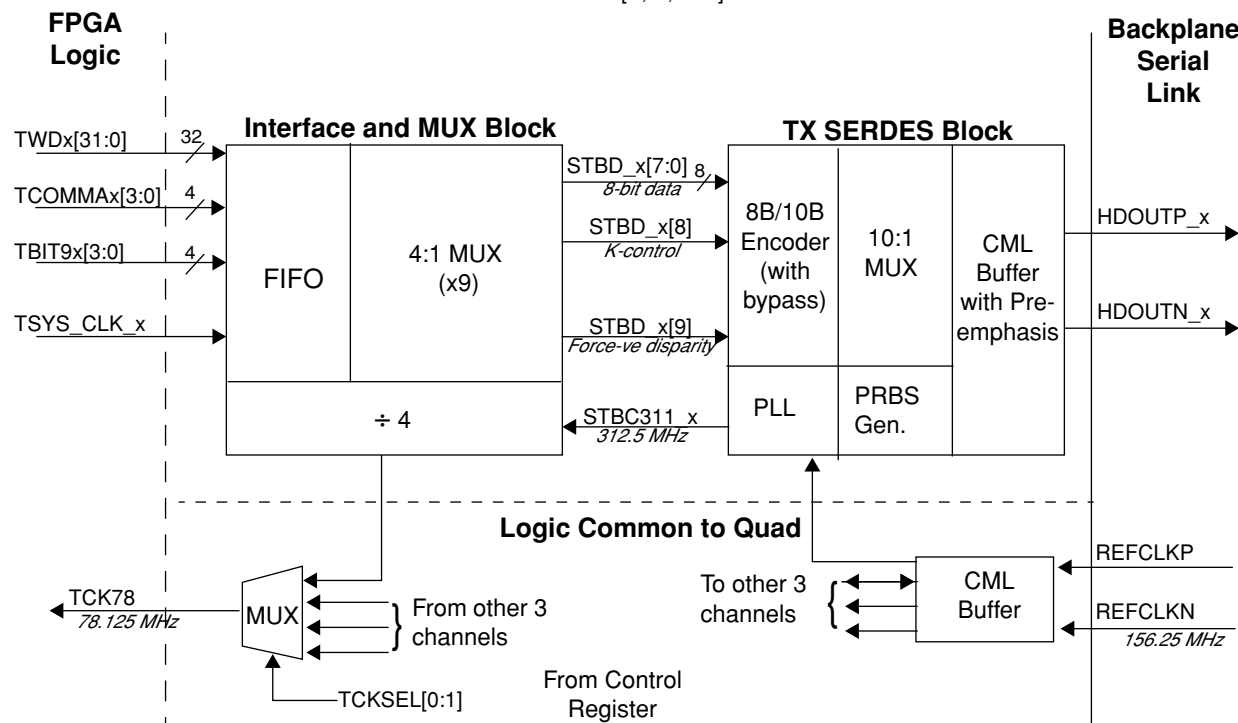 FPGA
Logic
Backplane
Serial
Link
Interface and MUX Block
TX SERDES Block
TWDx[31:0]
32
TCOMMAx[3:0]
4
TBIT9x[3:0]
4
TSYS_CLK_x
FIFO
4:1 MUX
(x9)
÷ 4
STBD_x[7:0]
8
8-bit data
STBD_x[8]
K-control
STBD_x[9]
Force-ve disparity
STBC311_x
312.5 MHz
8B/10B
Encoder
(with
bypass)
10:1
MUX
CML
Buffer
with Pre-
emphasis
PLL
PRBS
Gen.
HDOUTP_x
HDOUTN_x
Logic Common to Quad
TCK78
78.125 MHz
MUX
From other 3
channels
TCKSEL[0:1]
From Control
Register
To other 3
channels
CML
Buffer
REFCLKP
REFCLKN
156.25 MHz